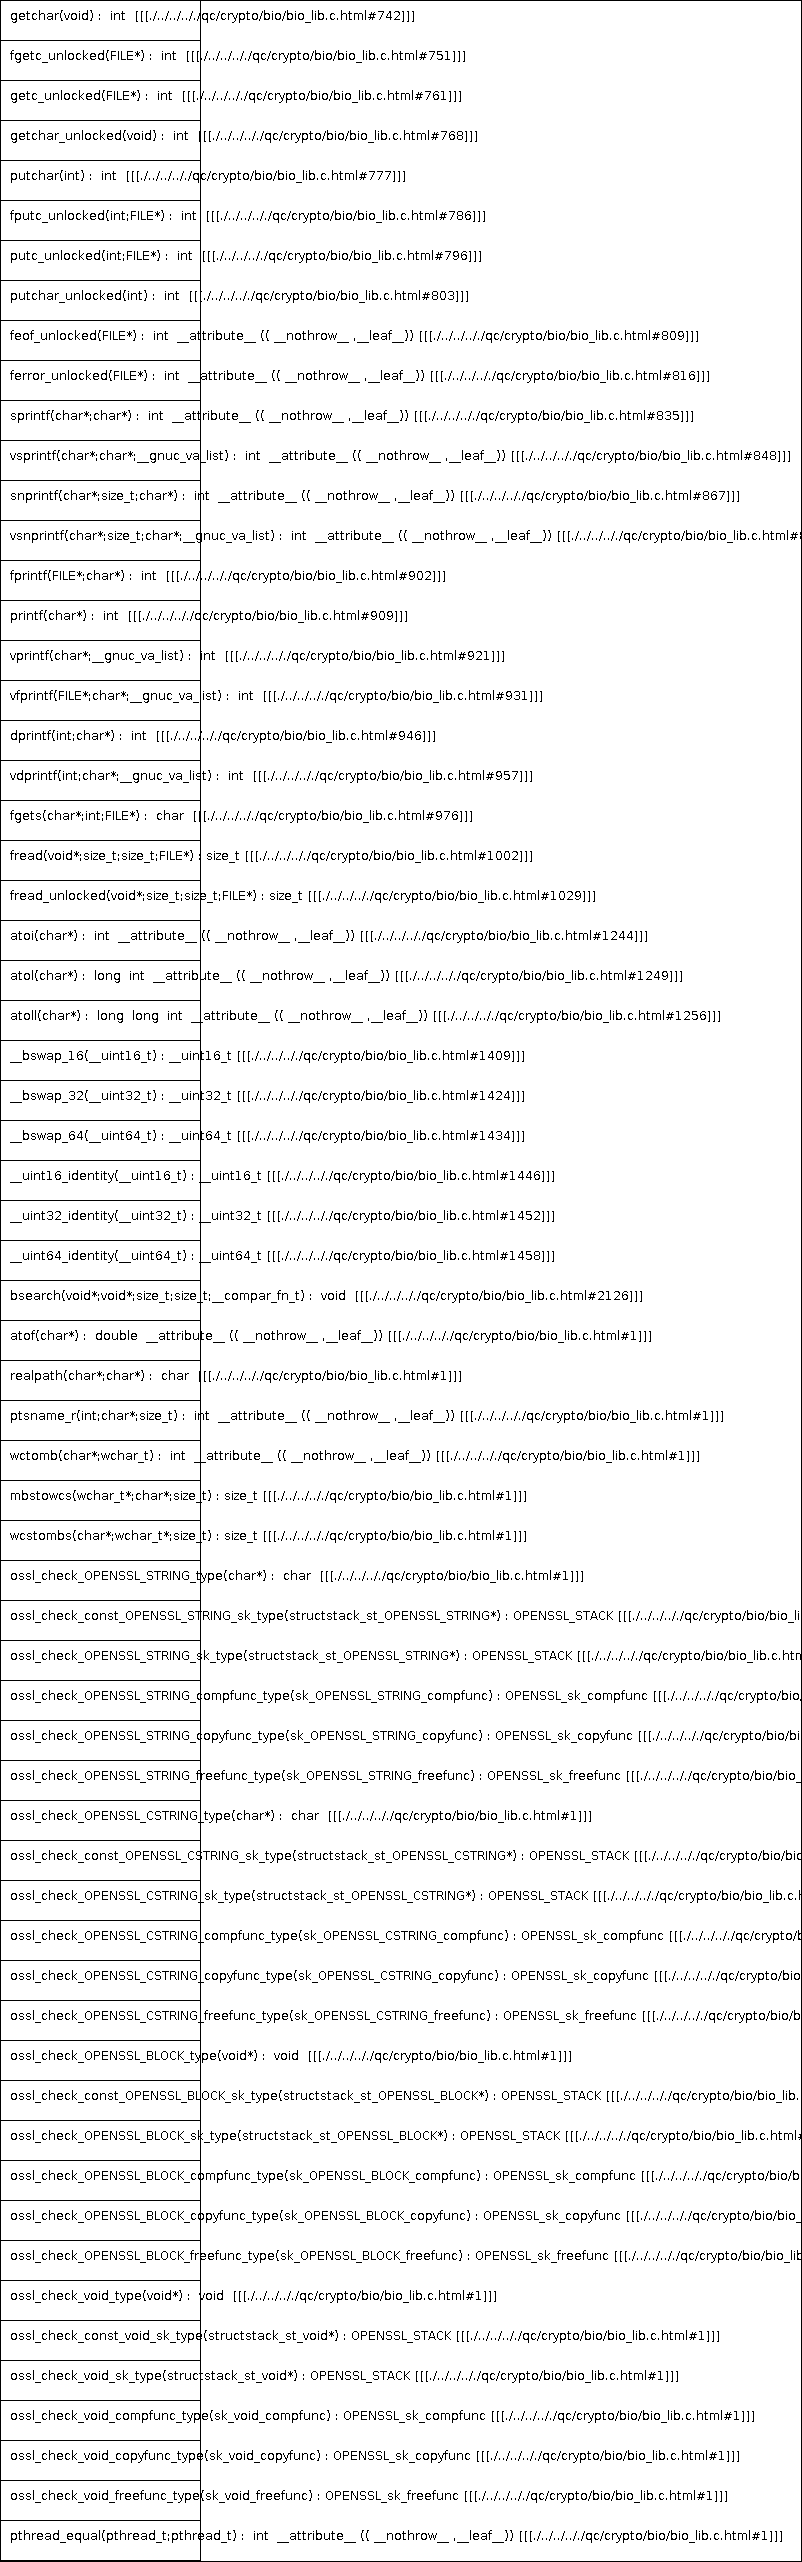 getchar(void) :  int  [[[./../../../qc/crypto/bio/bio_lib.c.html#742]]]
fgetc_unlocked(FILE*) :  int  [[[./../../../qc/crypto/bio/bio_lib.c.html#751]]]
getc_unlocked(FILE*) :  int  [[[./../../../qc/crypto/bio/bio_lib.c.html#761]]]
getchar_unlocked(void) :  int  [[[./../../../qc/crypto/bio/bio_lib.c.html#768]]]
putchar(int) :  int  [[[./../../../qc/crypto/bio/bio_lib.c.html#777]]]
fputc_unlocked(int;FILE*) :  int  [[[./../../../qc/crypto/bio/bio_lib.c.html#786]]]
putc_unlocked(int;FILE*) :  int  [[[./../../../qc/crypto/bio/bio_lib.c.html#796]]]
putchar_unlocked(int) :  int  [[[./../../../qc/crypto/bio/bio_lib.c.html#803]]]
feof_unlocked(FILE*) :  int  __attribute__ (( __nothrow__ ,__leaf__)) [[[./../../../qc/crypto/bio/bio_lib.c.html#809]]]
ferror_unlocked(FILE*) :  int  __attribute__ (( __nothrow__ ,__leaf__)) [[[./../../../qc/crypto/bio/bio_lib.c.html#816]]]
sprintf(char*;char*) :  int  __attribute__ (( __nothrow__ ,__leaf__)) [[[./../../../qc/crypto/bio/bio_lib.c.html#835]]]
vsprintf(char*;char*;__gnuc_va_list) :  int  __attribute__ (( __nothrow__ ,__leaf__)) [[[./../../../qc/crypto/bio/bio_lib.c.html#848]]]
snprintf(char*;size_t;char*) :  int  __attribute__ (( __nothrow__ ,__leaf__)) [[[./../../../qc/crypto/bio/bio_lib.c.html#867]]]
vsnprintf(char*;size_t;char*;__gnuc_va_list) :  int  __attribute__ (( __nothrow__ ,__leaf__)) [[[./../../../qc/crypto/bio/bio_lib.c.html#
fprintf(FILE*;char*) :  int  [[[./../../../qc/crypto/bio/bio_lib.c.html#902]]]
printf(char*) :  int  [[[./../../../qc/crypto/bio/bio_lib.c.html#909]]]
vprintf(char*;__gnuc_va_list) :  int  [[[./../../../qc/crypto/bio/bio_lib.c.html#921]]]
vfprintf(FILE*;char*;__gnuc_va_list) :  int  [[[./../../../qc/crypto/bio/bio_lib.c.html#931]]]
dprintf(int;char*) :  int  [[[./../../../qc/crypto/bio/bio_lib.c.html#946]]]
vdprintf(int;char*;__gnuc_va_list) :  int  [[[./../../../qc/crypto/bio/bio_lib.c.html#957]]]
fgets(char*;int;FILE*) :  char  [[[./../../../qc/crypto/bio/bio_lib.c.html#976]]]
fread(void*;size_t;size_t;FILE*) : size_t [[[./../../../qc/crypto/bio/bio_lib.c.html#1002]]]
fread_unlocked(void*;size_t;size_t;FILE*) : size_t [[[./../../../qc/crypto/bio/bio_lib.c.html#1029]]]
atoi(char*) :  int  __attribute__ (( __nothrow__ ,__leaf__)) [[[./../../../qc/crypto/bio/bio_lib.c.html#1244]]]
atol(char*) :  long  int  __attribute__ (( __nothrow__ ,__leaf__)) [[[./../../../qc/crypto/bio/bio_lib.c.html#1249]]]
atoll(char*) :  long  long  int  __attribute__ (( __nothrow__ ,__leaf__)) [[[./../../../qc/crypto/bio/bio_lib.c.html#1256]]]
__bswap_16(__uint16_t) : __uint16_t [[[./../../../qc/crypto/bio/bio_lib.c.html#1409]]]
__bswap_32(__uint32_t) : __uint32_t [[[./../../../qc/crypto/bio/bio_lib.c.html#1424]]]
__bswap_64(__uint64_t) : __uint64_t [[[./../../../qc/crypto/bio/bio_lib.c.html#1434]]]
__uint16_identity(__uint16_t) : __uint16_t [[[./../../../qc/crypto/bio/bio_lib.c.html#1446]]]
__uint32_identity(__uint32_t) : __uint32_t [[[./../../../qc/crypto/bio/bio_lib.c.html#1452]]]
__uint64_identity(__uint64_t) : __uint64_t [[[./../../../qc/crypto/bio/bio_lib.c.html#1458]]]
bsearch(void*;void*;size_t;size_t;__compar_fn_t) :  void  [[[./../../../qc/crypto/bio/bio_lib.c.html#2126]]]
atof(char*) :  double  __attribute__ (( __nothrow__ ,__leaf__)) [[[./../../../qc/crypto/bio/bio_lib.c.html#1]]]
realpath(char*;char*) :  char  [[[./../../../qc/crypto/bio/bio_lib.c.html#1]]]
ptsname_r(int;char*;size_t) :  int  __attribute__ (( __nothrow__ ,__leaf__)) [[[./../../../qc/crypto/bio/bio_lib.c.html#1]]]
wctomb(char*;wchar_t) :  int  __attribute__ (( __nothrow__ ,__leaf__)) [[[./../../../qc/crypto/bio/bio_lib.c.html#1]]]
mbstowcs(wchar_t*;char*;size_t) : size_t [[[./../../../qc/crypto/bio/bio_lib.c.html#1]]]
wcstombs(char*;wchar_t*;size_t) : size_t [[[./../../../qc/crypto/bio/bio_lib.c.html#1]]]
ossl_check_OPENSSL_STRING_type(char*) :  char  [[[./../../../qc/crypto/bio/bio_lib.c.html#1]]]
ossl_check_const_OPENSSL_STRING_sk_type(structstack_st_OPENSSL_STRING*) : OPENSSL_STACK [[[./../../../qc/crypto/bio/bio_li
ossl_check_OPENSSL_STRING_sk_type(structstack_st_OPENSSL_STRING*) : OPENSSL_STACK [[[./../../../qc/crypto/bio/bio_lib.c.htm
ossl_check_OPENSSL_STRING_compfunc_type(sk_OPENSSL_STRING_compfunc) : OPENSSL_sk_compfunc [[[./../../../qc/crypto/bio/
ossl_check_OPENSSL_STRING_copyfunc_type(sk_OPENSSL_STRING_copyfunc) : OPENSSL_sk_copyfunc [[[./../../../qc/crypto/bio/bi
ossl_check_OPENSSL_STRING_freefunc_type(sk_OPENSSL_STRING_freefunc) : OPENSSL_sk_freefunc [[[./../../../qc/crypto/bio/bio_
ossl_check_OPENSSL_CSTRING_type(char*) :  char  [[[./../../../qc/crypto/bio/bio_lib.c.html#1]]]
ossl_check_const_OPENSSL_CSTRING_sk_type(structstack_st_OPENSSL_CSTRING*) : OPENSSL_STACK [[[./../../../qc/crypto/bio/bio
ossl_check_OPENSSL_CSTRING_sk_type(structstack_st_OPENSSL_CSTRING*) : OPENSSL_STACK [[[./../../../qc/crypto/bio/bio_lib.c.h
ossl_check_OPENSSL_CSTRING_compfunc_type(sk_OPENSSL_CSTRING_compfunc) : OPENSSL_sk_compfunc [[[./../../../qc/crypto/b
ossl_check_OPENSSL_CSTRING_copyfunc_type(sk_OPENSSL_CSTRING_copyfunc) : OPENSSL_sk_copyfunc [[[./../../../qc/crypto/bio
ossl_check_OPENSSL_CSTRING_freefunc_type(sk_OPENSSL_CSTRING_freefunc) : OPENSSL_sk_freefunc [[[./../../../qc/crypto/bio/b
ossl_check_OPENSSL_BLOCK_type(void*) :  void  [[[./../../../qc/crypto/bio/bio_lib.c.html#1]]]
ossl_check_const_OPENSSL_BLOCK_sk_type(structstack_st_OPENSSL_BLOCK*) : OPENSSL_STACK [[[./../../../qc/crypto/bio/bio_lib.
ossl_check_OPENSSL_BLOCK_sk_type(structstack_st_OPENSSL_BLOCK*) : OPENSSL_STACK [[[./../../../qc/crypto/bio/bio_lib.c.html#
ossl_check_OPENSSL_BLOCK_compfunc_type(sk_OPENSSL_BLOCK_compfunc) : OPENSSL_sk_compfunc [[[./../../../qc/crypto/bio/b
ossl_check_OPENSSL_BLOCK_copyfunc_type(sk_OPENSSL_BLOCK_copyfunc) : OPENSSL_sk_copyfunc [[[./../../../qc/crypto/bio/bio_
ossl_check_OPENSSL_BLOCK_freefunc_type(sk_OPENSSL_BLOCK_freefunc) : OPENSSL_sk_freefunc [[[./../../../qc/crypto/bio/bio_lib
ossl_check_void_type(void*) :  void  [[[./../../../qc/crypto/bio/bio_lib.c.html#1]]]
ossl_check_const_void_sk_type(structstack_st_void*) : OPENSSL_STACK [[[./../../../qc/crypto/bio/bio_lib.c.html#1]]]
ossl_check_void_sk_type(structstack_st_void*) : OPENSSL_STACK [[[./../../../qc/crypto/bio/bio_lib.c.html#1]]]
ossl_check_void_compfunc_type(sk_void_compfunc) : OPENSSL_sk_compfunc [[[./../../../qc/crypto/bio/bio_lib.c.html#1]]]
ossl_check_void_copyfunc_type(sk_void_copyfunc) : OPENSSL_sk_copyfunc [[[./../../../qc/crypto/bio/bio_lib.c.html#1]]]
ossl_check_void_freefunc_type(sk_void_freefunc) : OPENSSL_sk_freefunc [[[./../../../qc/crypto/bio/bio_lib.c.html#1]]]
pthread_equal(pthread_t;pthread_t) :  int  __attribute__ (( __nothrow__ ,__leaf__)) [[[./../../../qc/crypto/bio/bio_lib.c.html#1]]]